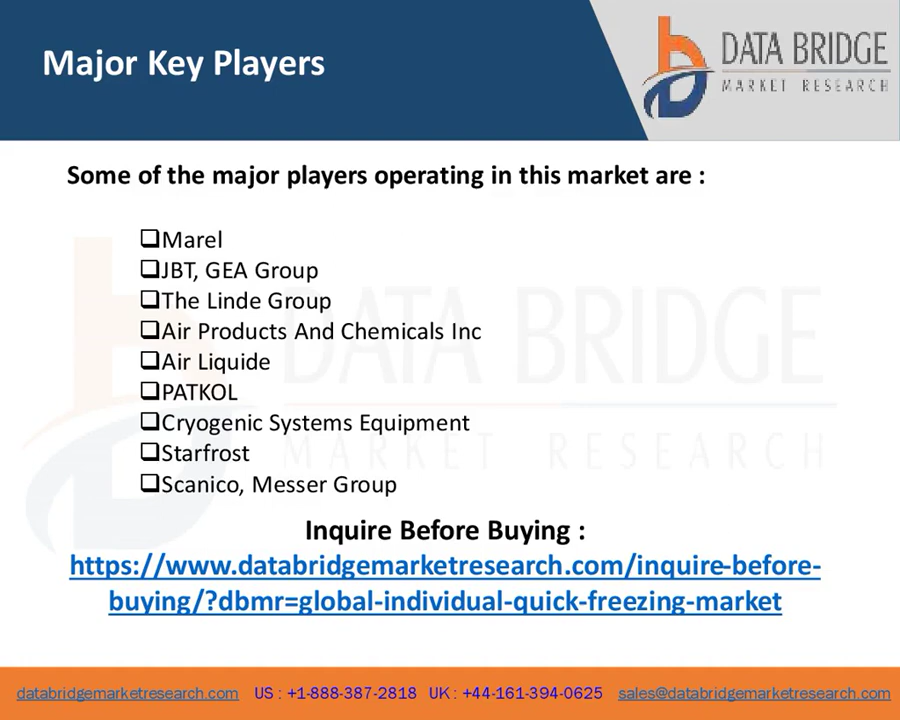 Major Key Players
DATA BRIDGE
MARKET RESEARCH
Some of the major players operating in this market are :
Marel
JBT, GEA Group
The Linde Group
Air Products And Chemicals Inc
Air Liquide
PATKOL
Cryogenic Systems Equipment
Starfrost
Scanico, Messer Group
DATA BRIDGE
MARKET RESEARCH
Inquire Before Buying :
https://www.databridgemarketresearch.com/inquire-before-
buying/?dbmr=global-individual-quick-freezing-market
databridgemarketresearch.com US : +1-888-387-2818 UK : +44-161-394-0625 sales@databridgemarketresearch.com